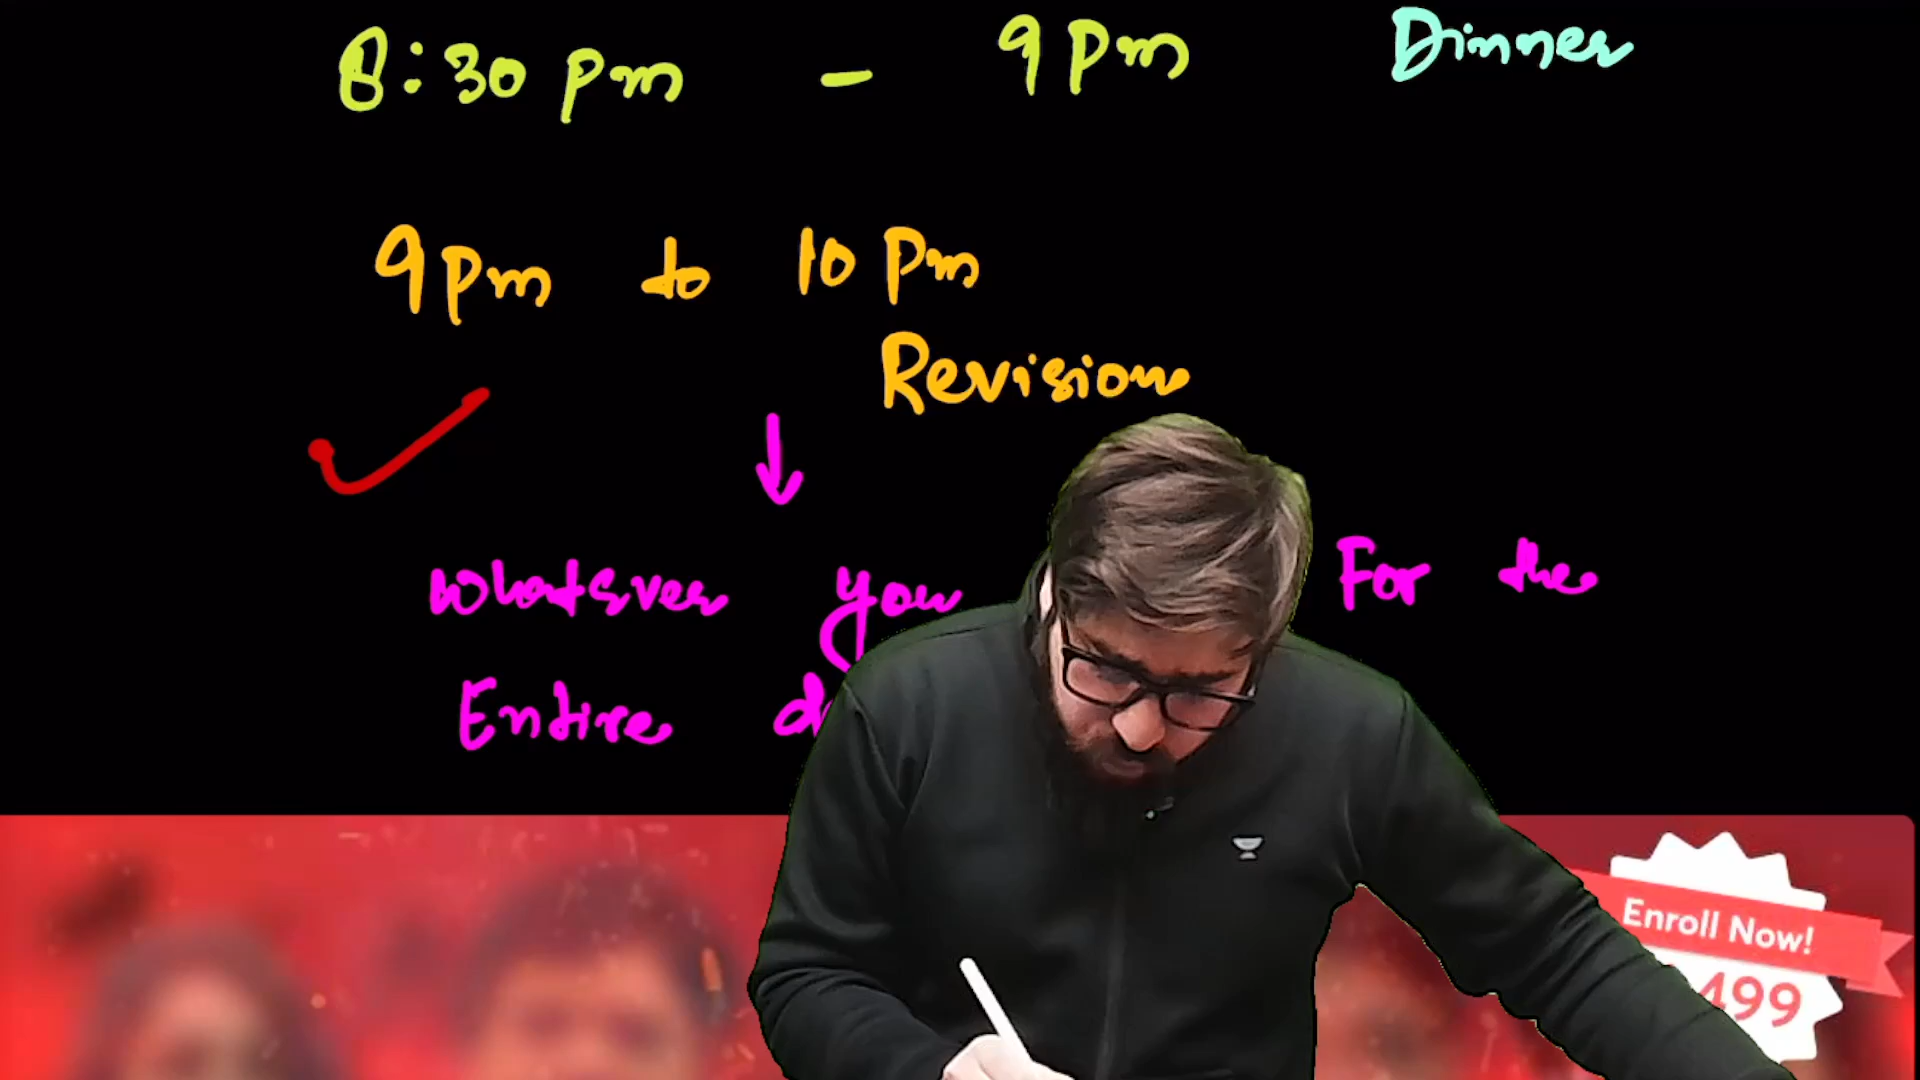 8:30 pm - 9 pm Dinner
9 pm to 10 Pm
Revision
Whatever you For the
Entire
Enroll Now!
499